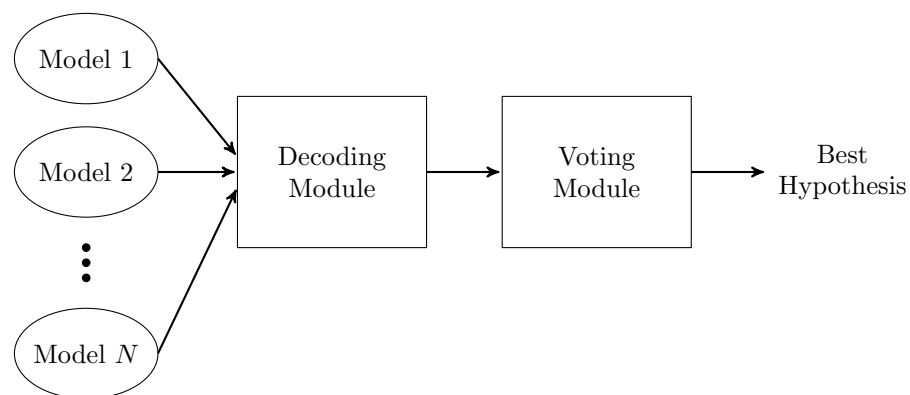 Model 1
Model 2
Model N
Decoding
Module
Voting
Module
Best
Hypothesis